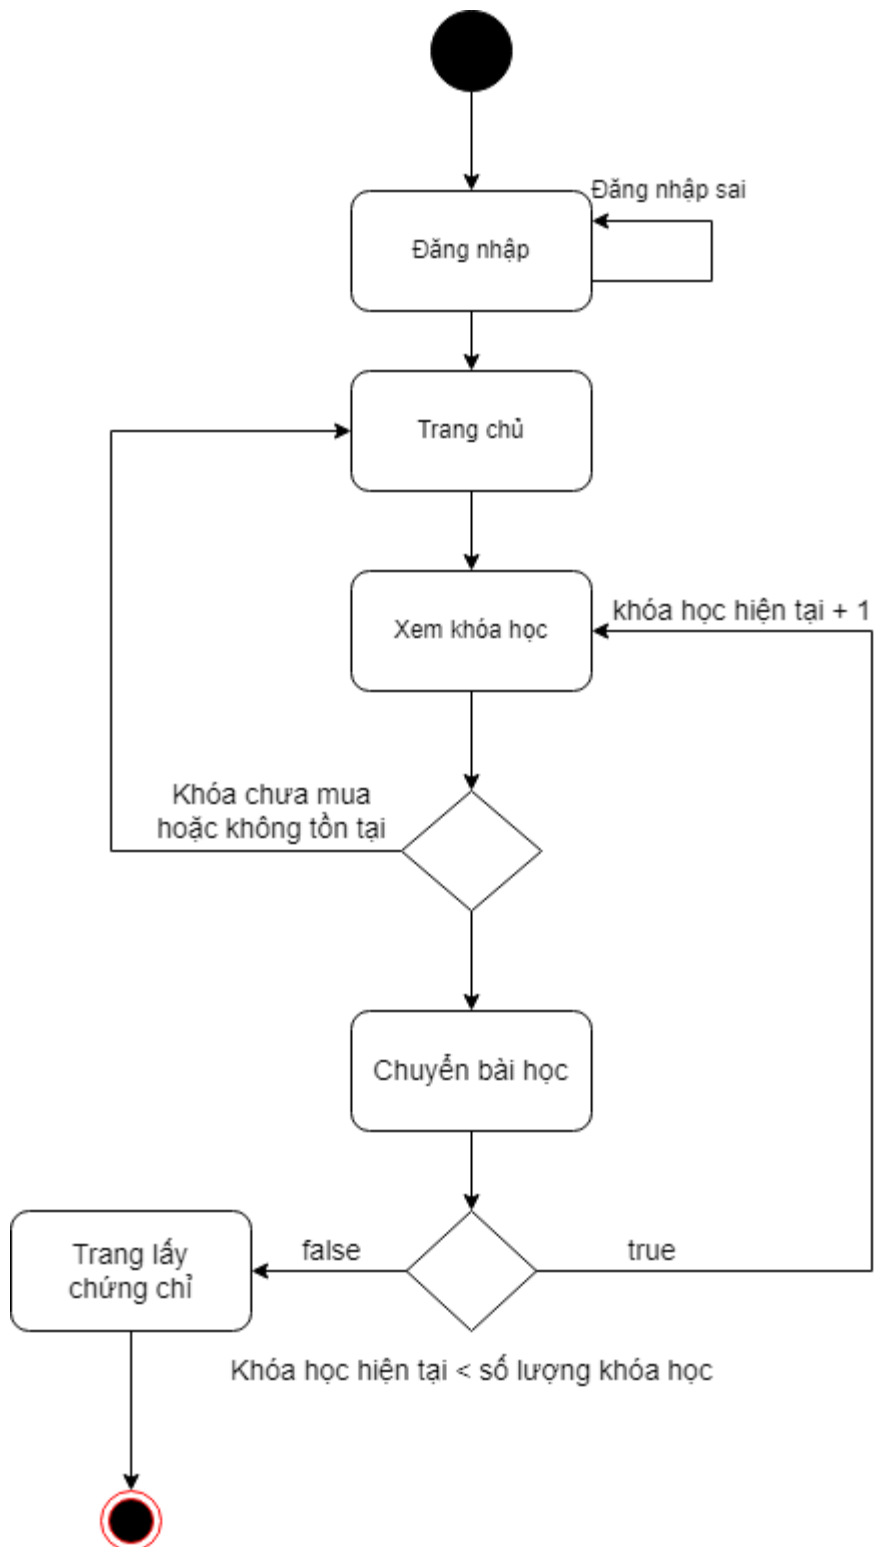 Đăng nhập sai
Đăng nhập
Trang chủ
Xem khóa học
khóa học hiện tại + 1
Khóa chưa mua
hoặc không tồn tại
Chuyển bài học
false
true
Trang lấy
chứng chỉ
Khóa học hiện tại < số lượng khóa học